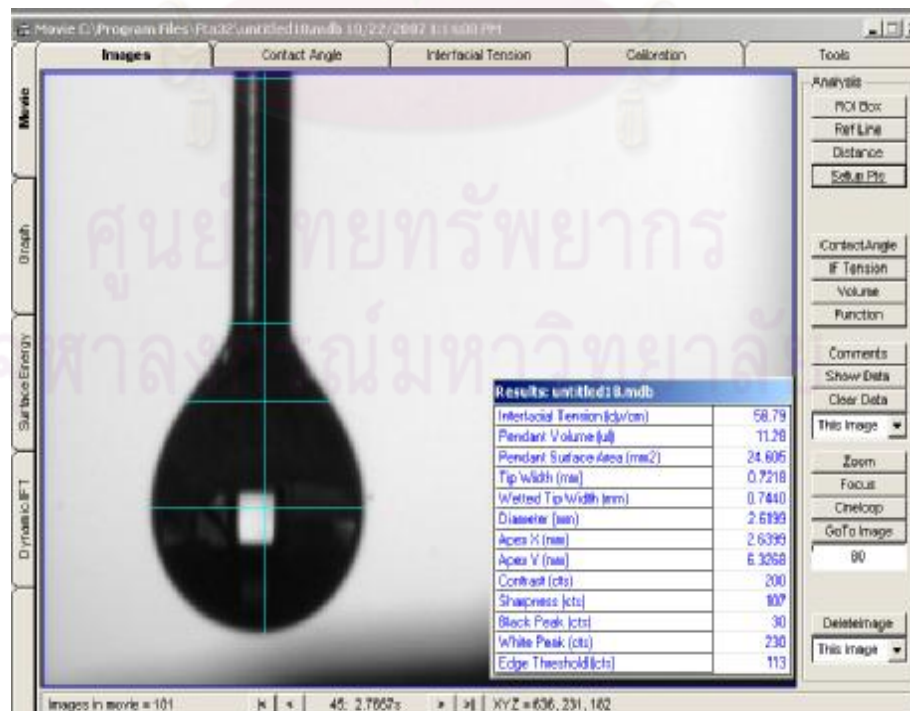 Movie C:\Program Files\Fta32\untitled18.mdb 10/22/2007 1:14:00 PM
Images
Contact Angle
Interfacial Tension
Calibration
Tools
Movie
Graph
Surface Energy
Dynamic IFT
Analysis
ROI Box
Ref Line
Distance
Setup Pts
ContactAngle
IF Tension
Volume
Function
Comments
Show Data
Clear Data
This Image
Zoom
Focus
Cineloop
GoTo Image
80
DeleteImage
This Image
ศูนย์วิทยทรัพยากร
จุฬาลงกรณ์มหาวิทยาลัย
Results: untitled18.mdb
Interfacial Tension (dy/cm) 58.79
Pendant Volume (ul) 11.28
Pendant Surface Area (mm2) 24.605
Tip Width (mm) 0.7218
Wetted Tip Width (mm) 0.7440
Diameter (mm) 2.6199
Apex X (mm) 2.6399
Apex Y (mm) 6.3268
Contrast (cts) 200
Sharpness (cts) 107
Black Peak (cts) 30
White Peak (cts) 230
Edge Threshold (cts) 113
Images in movie = 101
45: 2.7667s
XYZ = 636, 231, 182